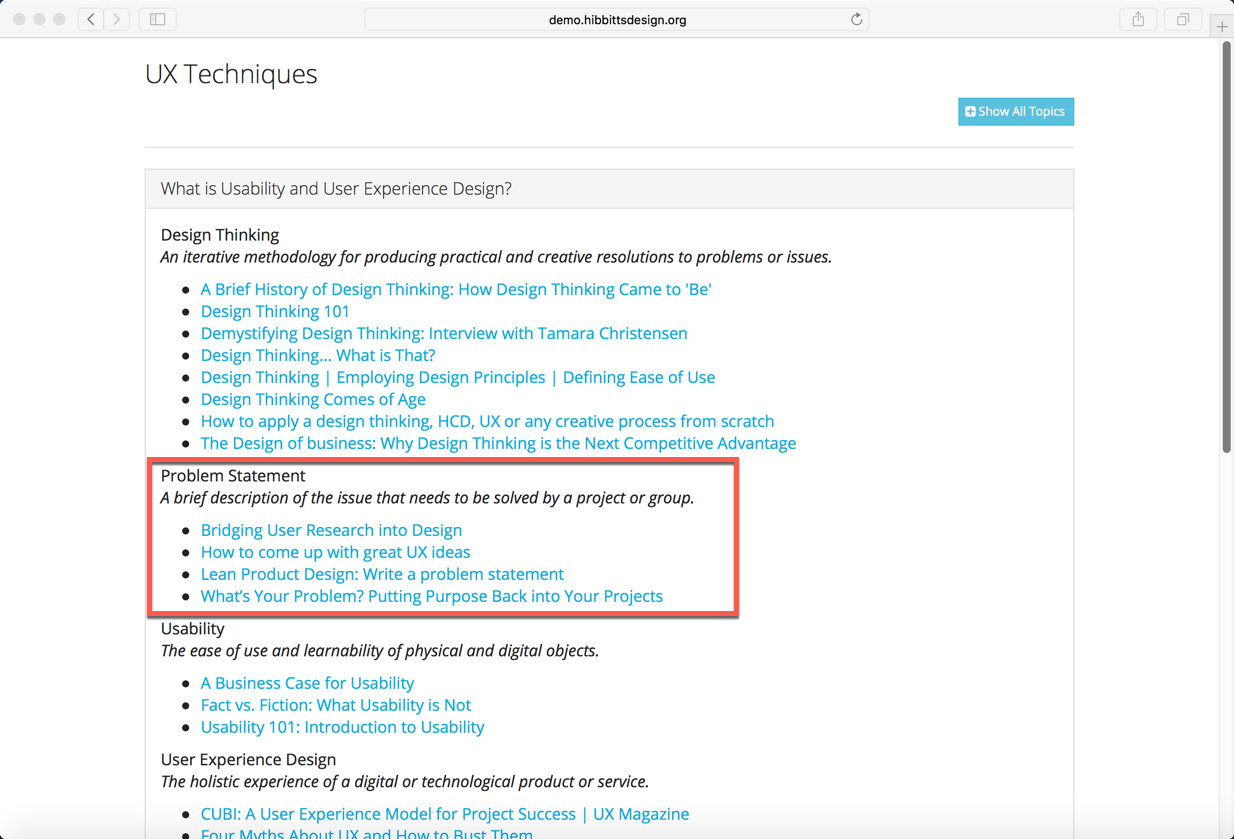 demo.hibbittsdesign.org
UX Techniques
Show All Topics
What is Usability and User Experience Design?
Design Thinking
An iterative methodology for producing practical and creative resolutions to problems or issues.
A Brief History of Design Thinking: How Design Thinking Came to 'Be'
Design Thinking 101
Demystifying Design Thinking: Interview with Tamara Christensen
Design Thinking... What is That?
Design Thinking | Employing Design Principles | Defining Ease of Use
Design Thinking Comes of Age
How to apply a design thinking, HCD, UX or any creative process from scratch
The Design of business: Why Design Thinking is the Next Competitive Advantage
Problem Statement
A brief description of the issue that needs to be solved by a project or group.
Bridging User Research into Design
How to come up with great UX ideas
Lean Product Design: Write a problem statement
What’s Your Problem? Putting Purpose Back into Your Projects
Usability
The ease of use and learnability of physical and digital objects.
A Business Case for Usability
Fact vs. Fiction: What Usability is Not
Usability 101: Introduction to Usability
User Experience Design
The holistic experience of a digital or technological product or service.
CUBI: A User Experience Model for Project Success | UX Magazine
Four Myths About UX and How to Bust Them